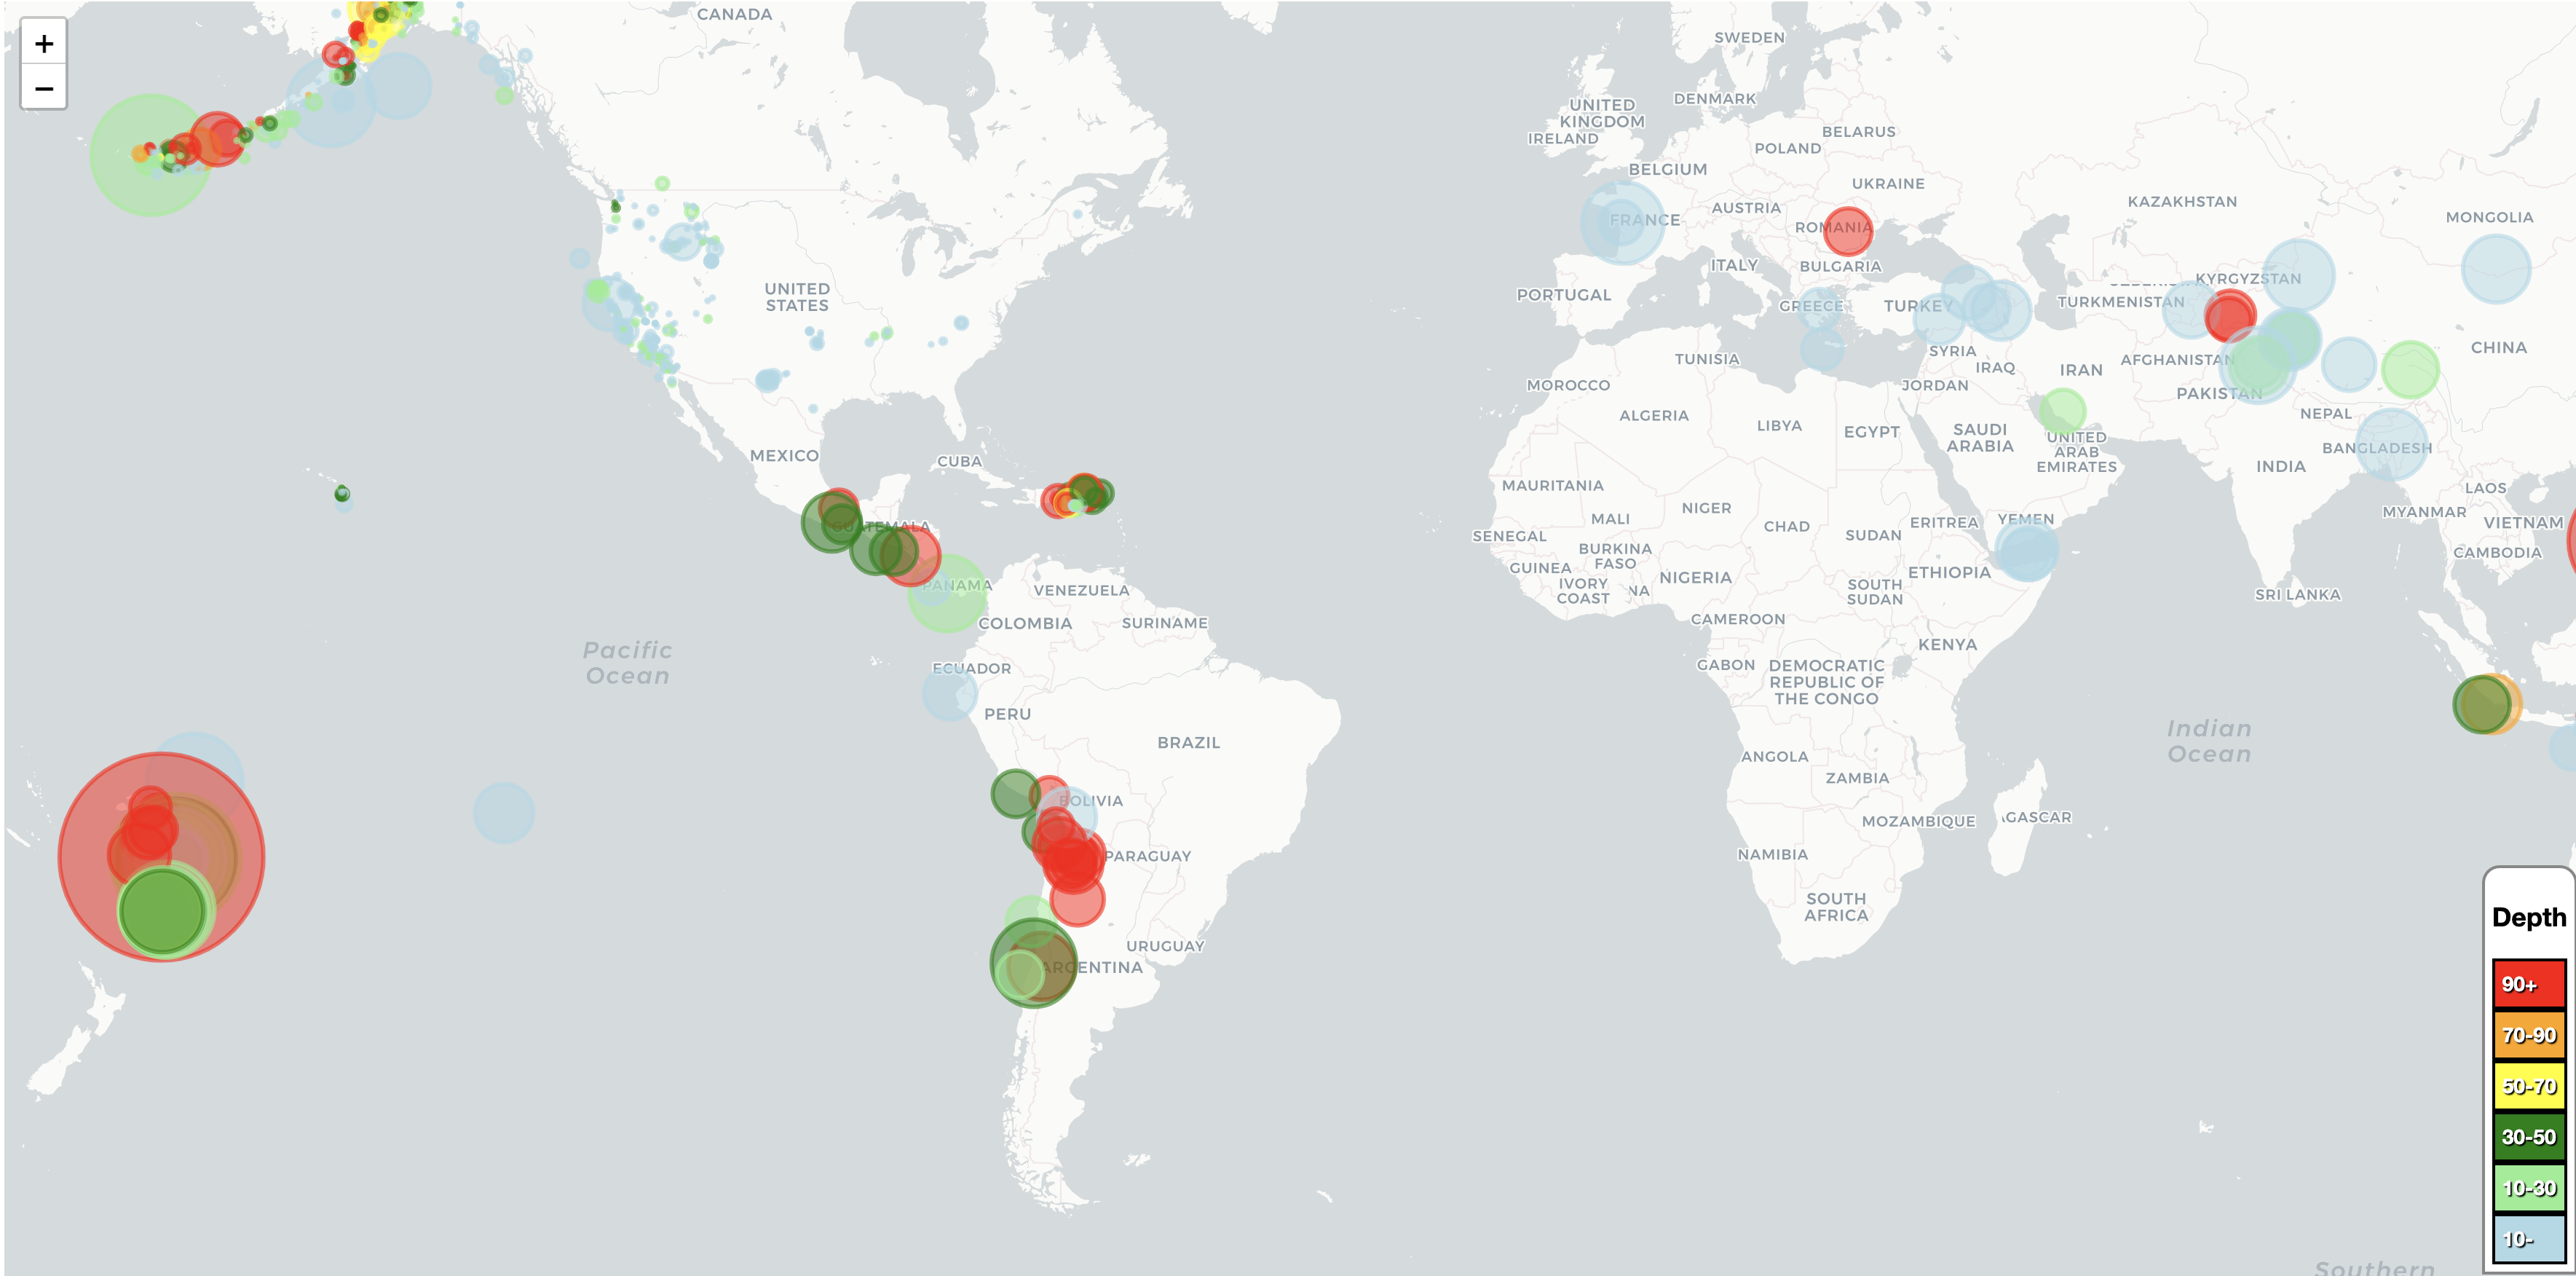 +
−
CANADA
SWEDEN
UNITED
KINGDOM
DENMARK
IRELAND
BELARUS
POLAND
BELGIUM
UKRAINE
KAZAKHSTAN
AUSTRIA
FRANCE
ROMANIA
MONGOLIA
ITALY
BULGARIA
KYRGYZSTAN
UNITED
STATES
PORTUGAL
GREECE
TURKEY
TURKMENISTAN
SYRIA
TUNISIA
AFGHANISTAN
CHINA
IRAQ
IRAN
MOROCCO
JORDAN
PAKISTAN
ALGERIA
LIBYA
EGYPT
SAUDI
ARABIA
NEPAL
UNITED
ARAB
EMIRATES
BANGLADESH
MEXICO
CUBA
INDIA
MAURITANIA
LAOS
NIGER
MYANMAR
MALI
CHAD
ERITREA
YEMEN
VIETNAM
GUATEMALA
SENEGAL
SUDAN
BURKINA
FASO
CAMBODIA
GUINEA
ETHIOPIA
NIGERIA
IVORY
COAST
NA
SOUTH
SUDAN
PANAMA
VENEZUELA
SRI LANKA
COLOMBIA
SURINAME
CAMEROON
KENYA
Pacific
Ocean
ECUADOR
GABON
DEMOCRATIC
REPUBLIC OF
THE CONGO
PERU
BRAZIL
Indian
Ocean
ANGOLA
ZAMBIA
BOLIVIA
MOZAMBIQUE
AGASCAR
PARAGUAY
NAMIBIA
SOUTH
AFRICA
URUGUAY
ARGENTINA
Depth
90+
70-90
50-70
30-50
10-30
10-
Southern